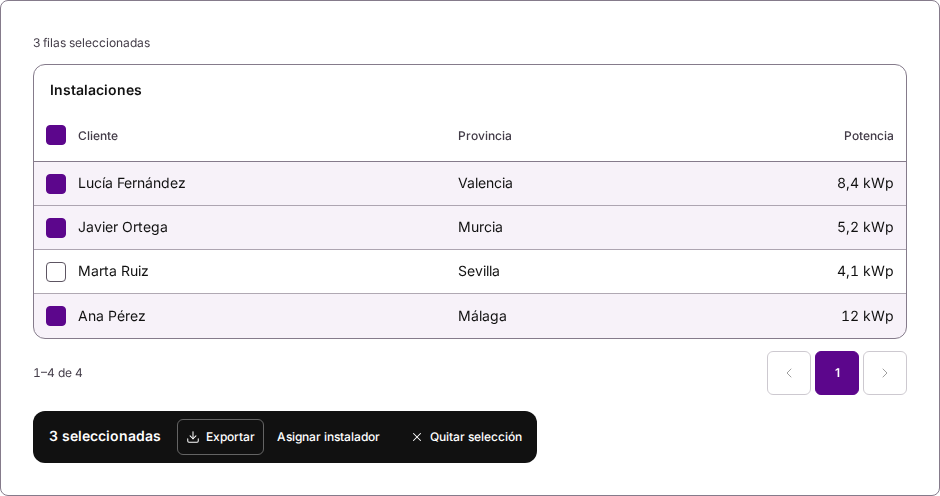 3 filas seleccionadas
Instalaciones
Cliente Provincia Potencia
Lucía Fernández Valencia 8,4 kWp
Javier Ortega Murcia 5,2 kWp
Marta Ruiz Sevilla 4,1 kWp
Ana Pérez Málaga 12 kWp
1–4 de 4 1
3 seleccionadas Exportar Asignar instalador Quitar selección